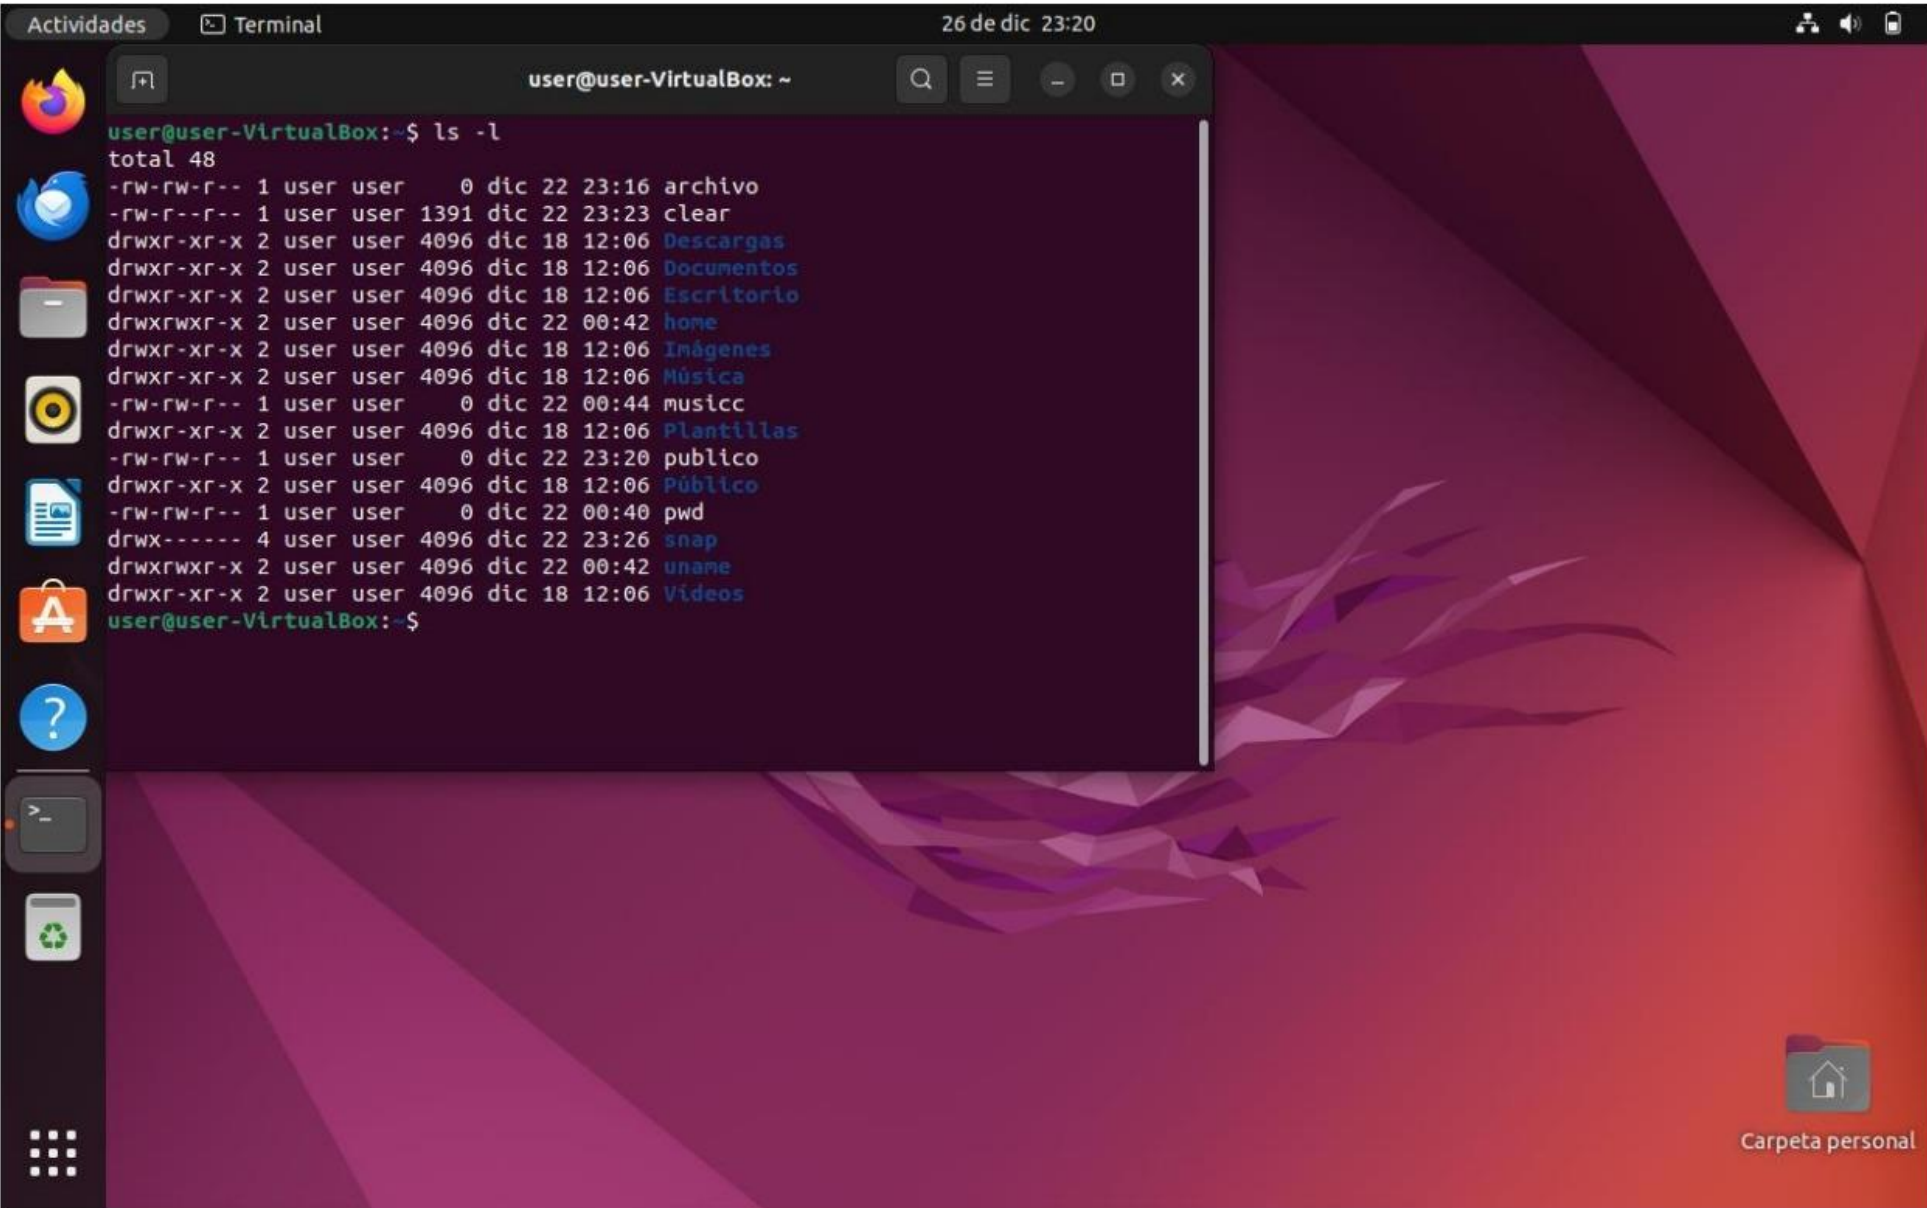 Actividades Terminal 26 de dic 23:20
user@user-VirtualBox: ~
user@user-VirtualBox:~$ ls -l
total 48
-rw-rw-r-- 1 user user    0 dic 22 23:16 archivo
-rw-r--r-- 1 user user 1391 dic 22 23:23 clear
drwxr-xr-x 2 user user 4096 dic 18 12:06 Descargas
drwxr-xr-x 2 user user 4096 dic 18 12:06 Documentos
drwxr-xr-x 2 user user 4096 dic 18 12:06 Escritorio
drwxrwxr-x 2 user user 4096 dic 22 00:42 home
drwxr-xr-x 2 user user 4096 dic 18 12:06 Imágenes
drwxr-xr-x 2 user user 4096 dic 18 12:06 Música
-rw-rw-r-- 1 user user    0 dic 22 00:44 musicc
drwxr-xr-x 2 user user 4096 dic 18 12:06 Plantillas
-rw-rw-r-- 1 user user    0 dic 22 23:20 publico
drwxr-xr-x 2 user user 4096 dic 18 12:06 Público
-rw-rw-r-- 1 user user    0 dic 22 00:40 pwd
drwx------ 4 user user 4096 dic 22 23:26 snap
drwxrwxr-x 2 user user 4096 dic 22 00:42 uname
drwxr-xr-x 2 user user 4096 dic 18 12:06 Vídeos
user@user-VirtualBox:~$
Carpeta personal